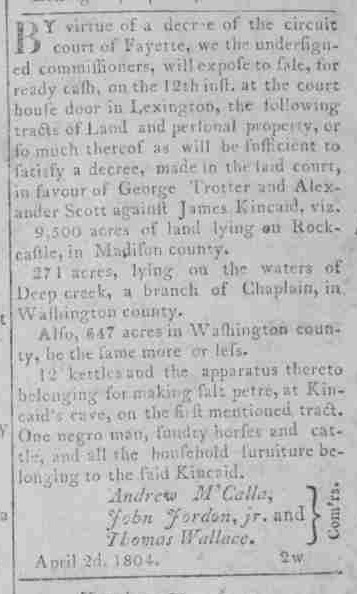 BY virtue of a decree of the circuit
court of Fayette, we the undersign-
ed commissioners, will expose to sale, for
ready cash, on the 12th inst. at the court
house door in Lexington, the following
tracts of Land and personal property, or
so much thereof as will be sufficient to
satisfy a decree, made in the said court,
in favour of George Trotter and Alex-
ander Scott against James Kincaid, viz.
9,500 acres of land lying on Rock-
castle, in Madison county.
271 acres, lying on the waters of
Deep creek, a branch of Chaplain, in
Washington county.
Also, 647 acres in Washington coun-
ty, be the same more or less.
12 kettles and the apparatus thereto
belonging for making salt petre, at Kin-
caid's cave, on the first mentioned tract.
One negro man, sundry horses and cat-
tle, and all the household furniture be-
longing to the said Kincaid.
Andrew M'Calla,
John Jordon, jr. and
Thomas Wallace.
Com'rs.
April 2d. 1804. 2w